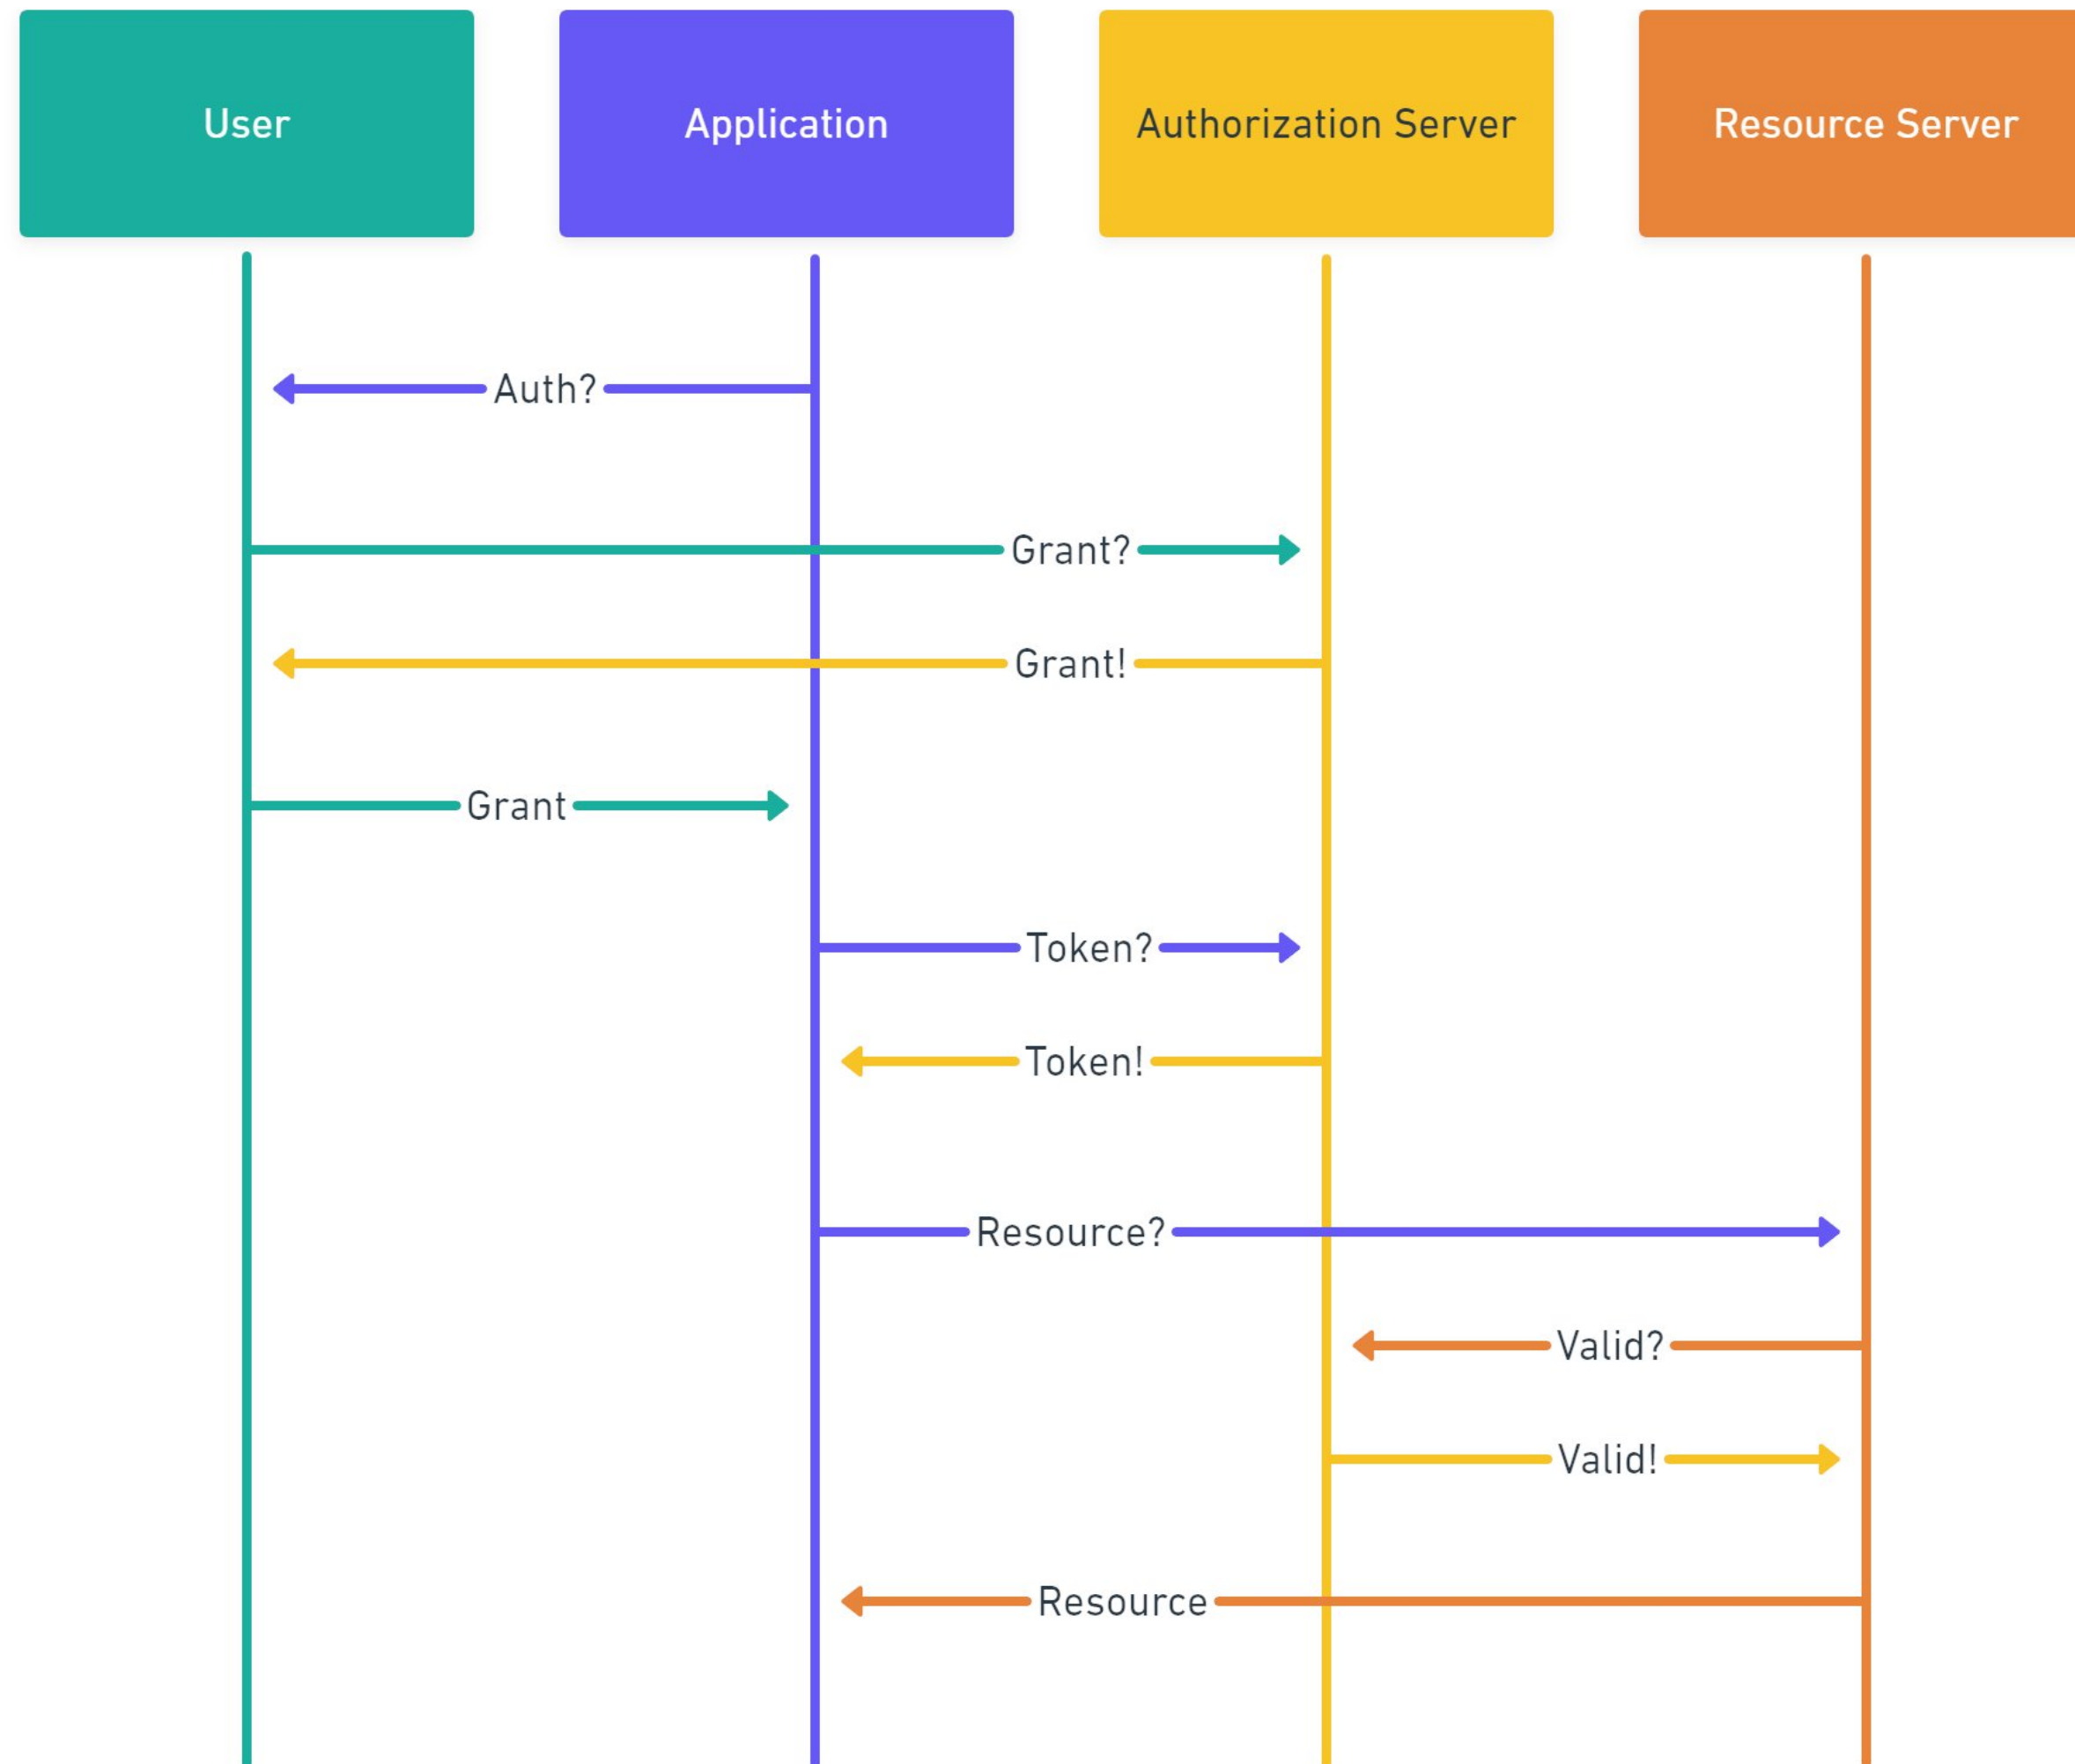 User
Application
Authorization Server
Resource Server
Auth?
Grant?
Grant!
Grant
Token?
Token!
Resource?
Valid?
Valid!
Resource